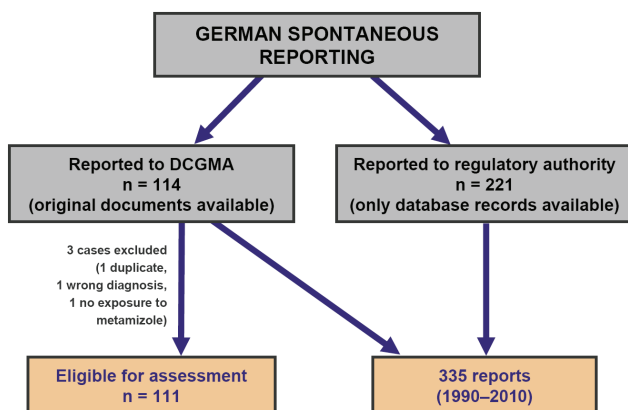 GERMAN SPONTANEOUS
REPORTING
Reported to DCGMA
n = 114
(original documents available)
Reported to regulatory authority
n = 221
(only database records available)
3 cases excluded
(1 duplicate,
1 wrong diagnosis,
1 no exposure to
metamizole)
Eligible for assessment
n = 111
335 reports
(1990–2010)